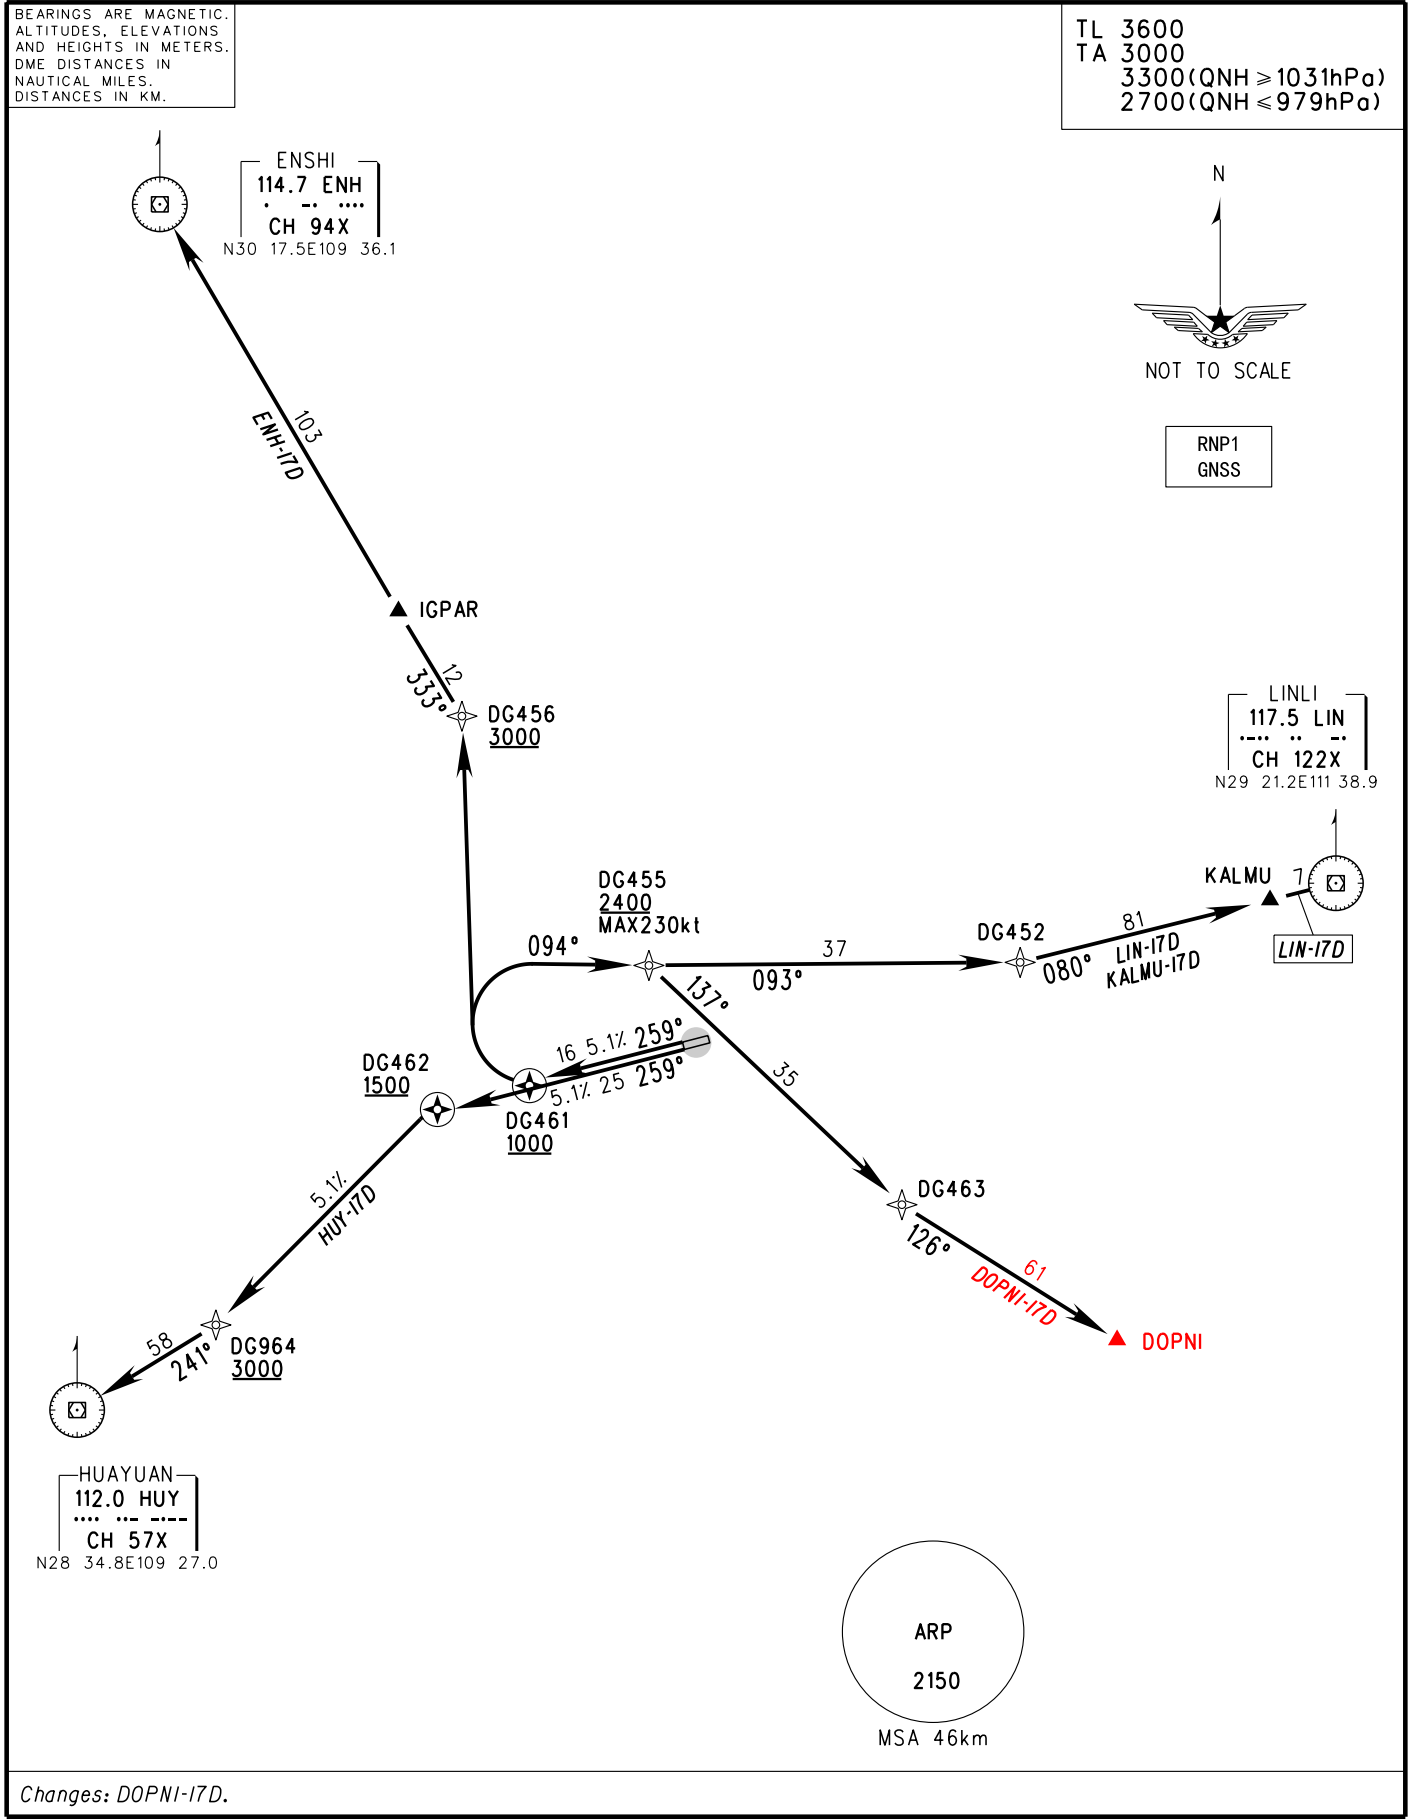 BEARINGS ARE MAGNETIC.
ALTITUDES, ELEVATIONS
AND HEIGHTS IN METERS.
DME DISTANCES IN
NAUTICAL MILES.
DISTANCES IN KM.
TL 3600
TA 3000
3300(QNH ≥1031hPa)
2700(QNH ≤979hPa)
ENSHI
114.7 ENH
CH 94X
N30 17.5E109 36.1
N
NOT TO SCALE
RNP1
GNSS
103
ENH-17D
IGPAR
12
333°
DG456
3000
LINLI
117.5 LIN
CH 122X
N29 21.2E111 38.9
KALMU
7
LIN-17D
DG455
2400
MAX230kt
094°
37
093°
DG452
81
080°
LIN-17D
KALMU-17D
137°
16 5.1% 259°
5.1% 25 259°
DG462
1500
DG461
1000
35
5.1%
HUY-17D
DG463
126°
61
DOPNI-17D
DOPNI
58
241°
DG964
3000
HUAYUAN
112.0 HUY
CH 57X
N28 34.8E109 27.0
ARP
2150
MSA 46km
Changes: DOPNI-17D.